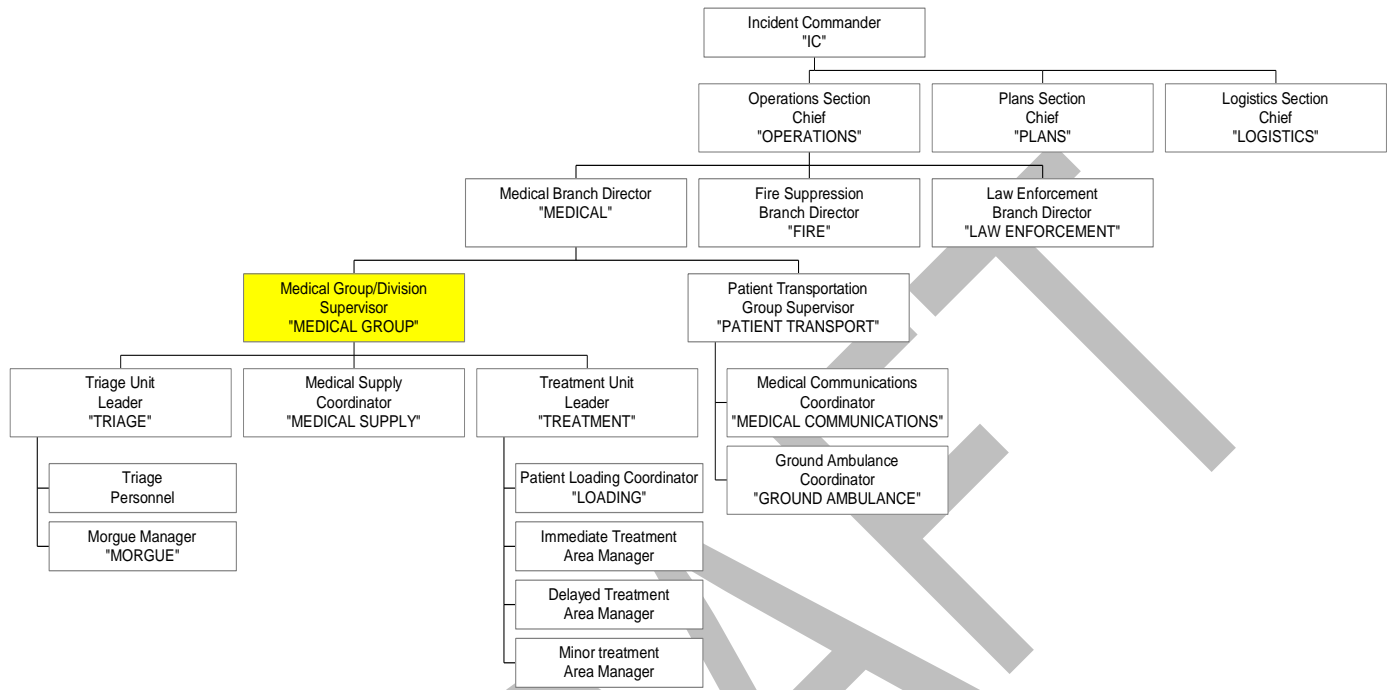 Incident Commander
"IC"
Operations Section
Chief
"OPERATIONS"
Plans Section
Chief
"PLANS"
Logistics Section
Chief
"LOGISTICS"
Medical Branch Director
"MEDICAL"
Fire Suppression
Branch Director
"FIRE"
Law Enforcement
Branch Director
"LAW ENFORCEMENT"
Medical Group/Division
Supervisor
"MEDICAL GROUP"
Patient Transportation
Group Supervisor
"PATIENT TRANSPORT"
Triage Unit
Leader
"TRIAGE"
Medical Supply
Coordinator
"MEDICAL SUPPLY"
Treatment Unit
Leader
"TREATMENT"
Medical Communications
Coordinator
"MEDICAL COMMUNICATIONS"
Ground Ambulance
Coordinator
"GROUND AMBULANCE"
Triage
Personnel
Morgue Manager
"MORGUE"
Patient Loading Coordinator
"LOADING"
Immediate Treatment
Area Manager
Delayed Treatment
Area Manager
Minor treatment
Area Manager